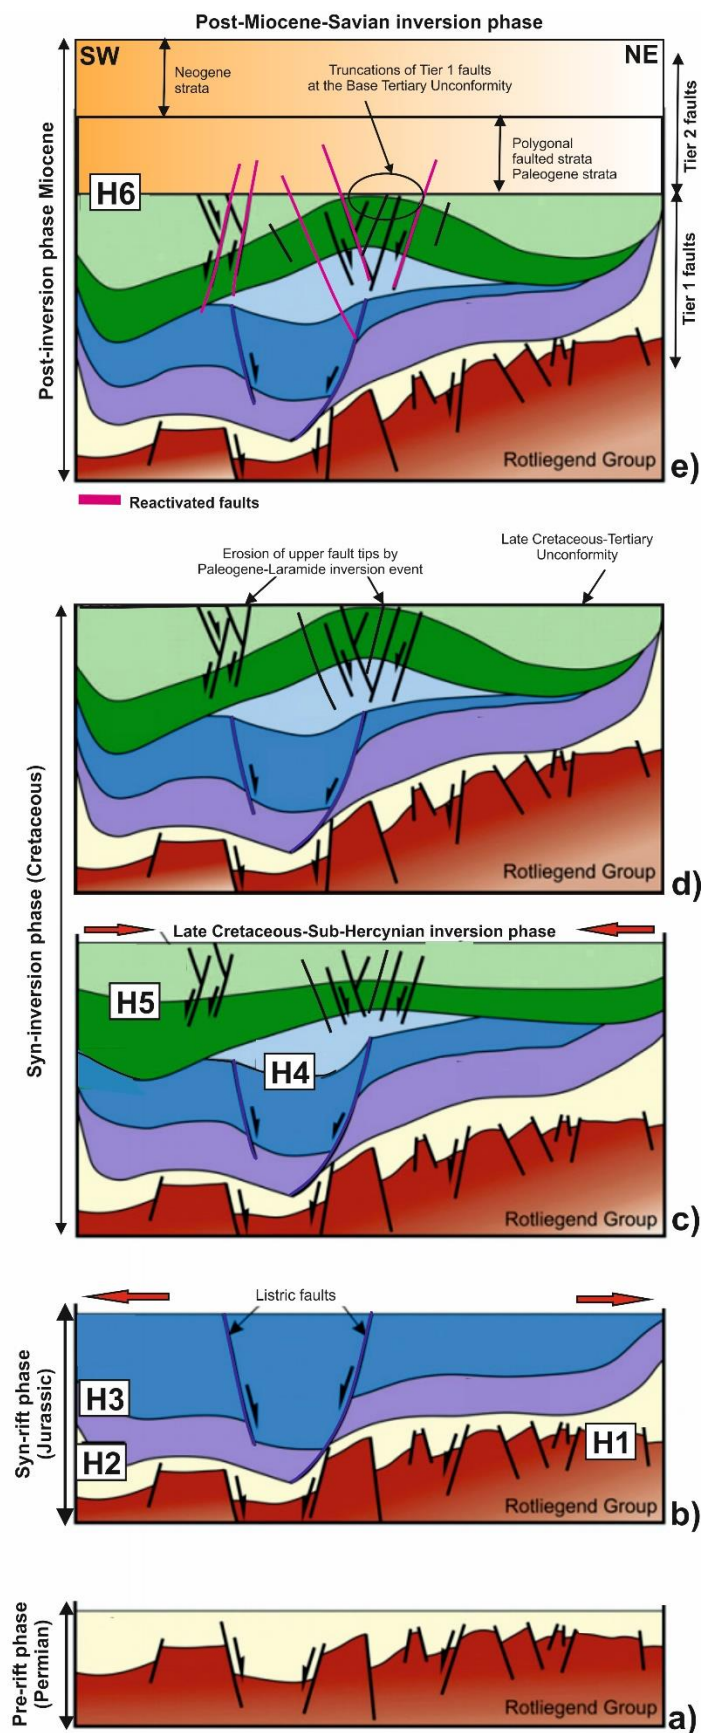 Post-Miocene-Savian inversion phase
SW
NE
Neogene
strata
Truncations of Tier 1 faults
at the Base Tertiary Unconformity
Polygonal
faulted strata
Paleogene strata
Tier 2 faults
H6
Tier 1 faults
Post-inversion phase Miocene
Rotliegend Group
e)
Reactivated faults
Erosion of upper fault tips by
Paleogene-Laramide inversion event
Late Cretaceous-Tertiary
Unconformity
Rotliegend Group
d)
Syn-inversion phase (Cretaceous)
Late Cretaceous-Sub-Hercynian inversion phase
H5
H4
Rotliegend Group
c)
Listric faults
Syn-rift phase
(Jurassic)
H3
H2
H1
Rotliegend Group
b)
Pre-rift phase
(Permian)
Rotliegend Group
a)